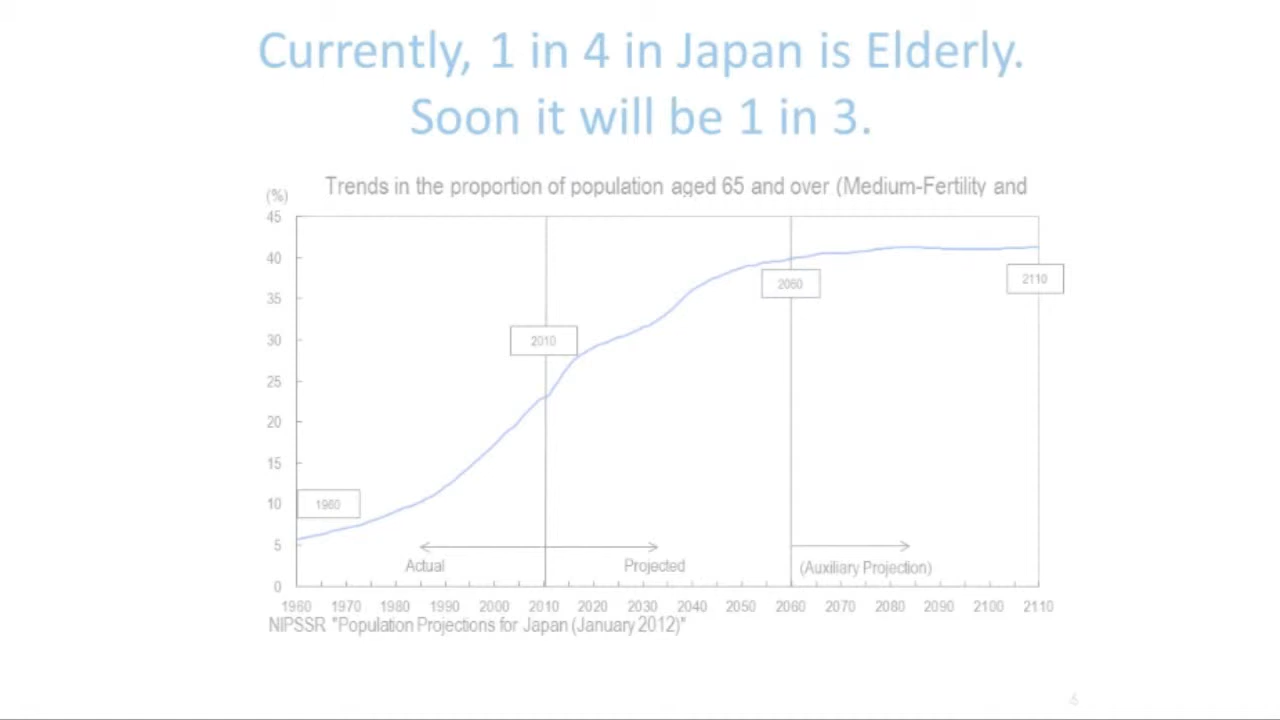 Currently, 1 in 4 in Japan is Elderly.
Soon it will be 1 in 3.
Trends in the proportion of population aged 65 and over (Medium-Fertility and
(%)
45
40
35
30
25
20
15
10
5
0
1960
2010
2060
2110
Actual
Projected
(Auxiliary Projection)
1960 1970 1980 1990 2000 2010 2020 2030 2040 2050 2060 2070 2080 2090 2100 2110
NIPSSR "Population Projections for Japan (January 2012)"